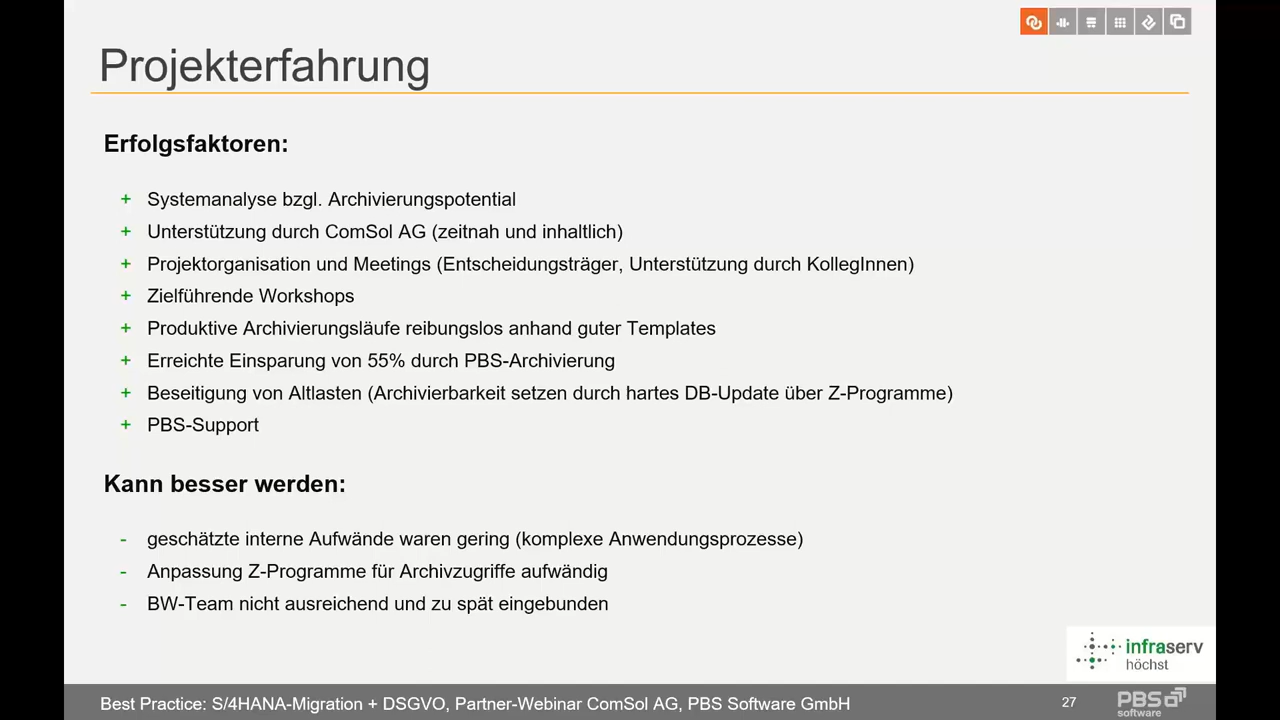 Projekterfahrung
Erfolgsfaktoren:
+ Systemanalyse bzgl. Archivierungspotential
+ Unterstützung durch ComSol AG (zeitnah und inhaltlich)
+ Projektorganisation und Meetings (Entscheidungsträger, Unterstützung durch KollegInnen)
+ Zielführende Workshops
+ Produktive Archivierungsläufe reibungslos anhand guter Templates
+ Erreichte Einsparung von 55% durch PBS-Archivierung
+ Beseitigung von Altlasten (Archivierbarkeit setzen durch hartes DB-Update über Z-Programme)
+ PBS-Support
Kann besser werden:
- geschätzte interne Aufwände waren gering (komplexe Anwendungsprozesse)
- Anpassung Z-Programme für Archivzugriffe aufwändig
- BW-Team nicht ausreichend und zu spät eingebunden
infraserv
höchst
Best Practice: S/4HANA-Migration + DSGVO, Partner-Webinar ComSol AG, PBS Software GmbH
27
PBS
software